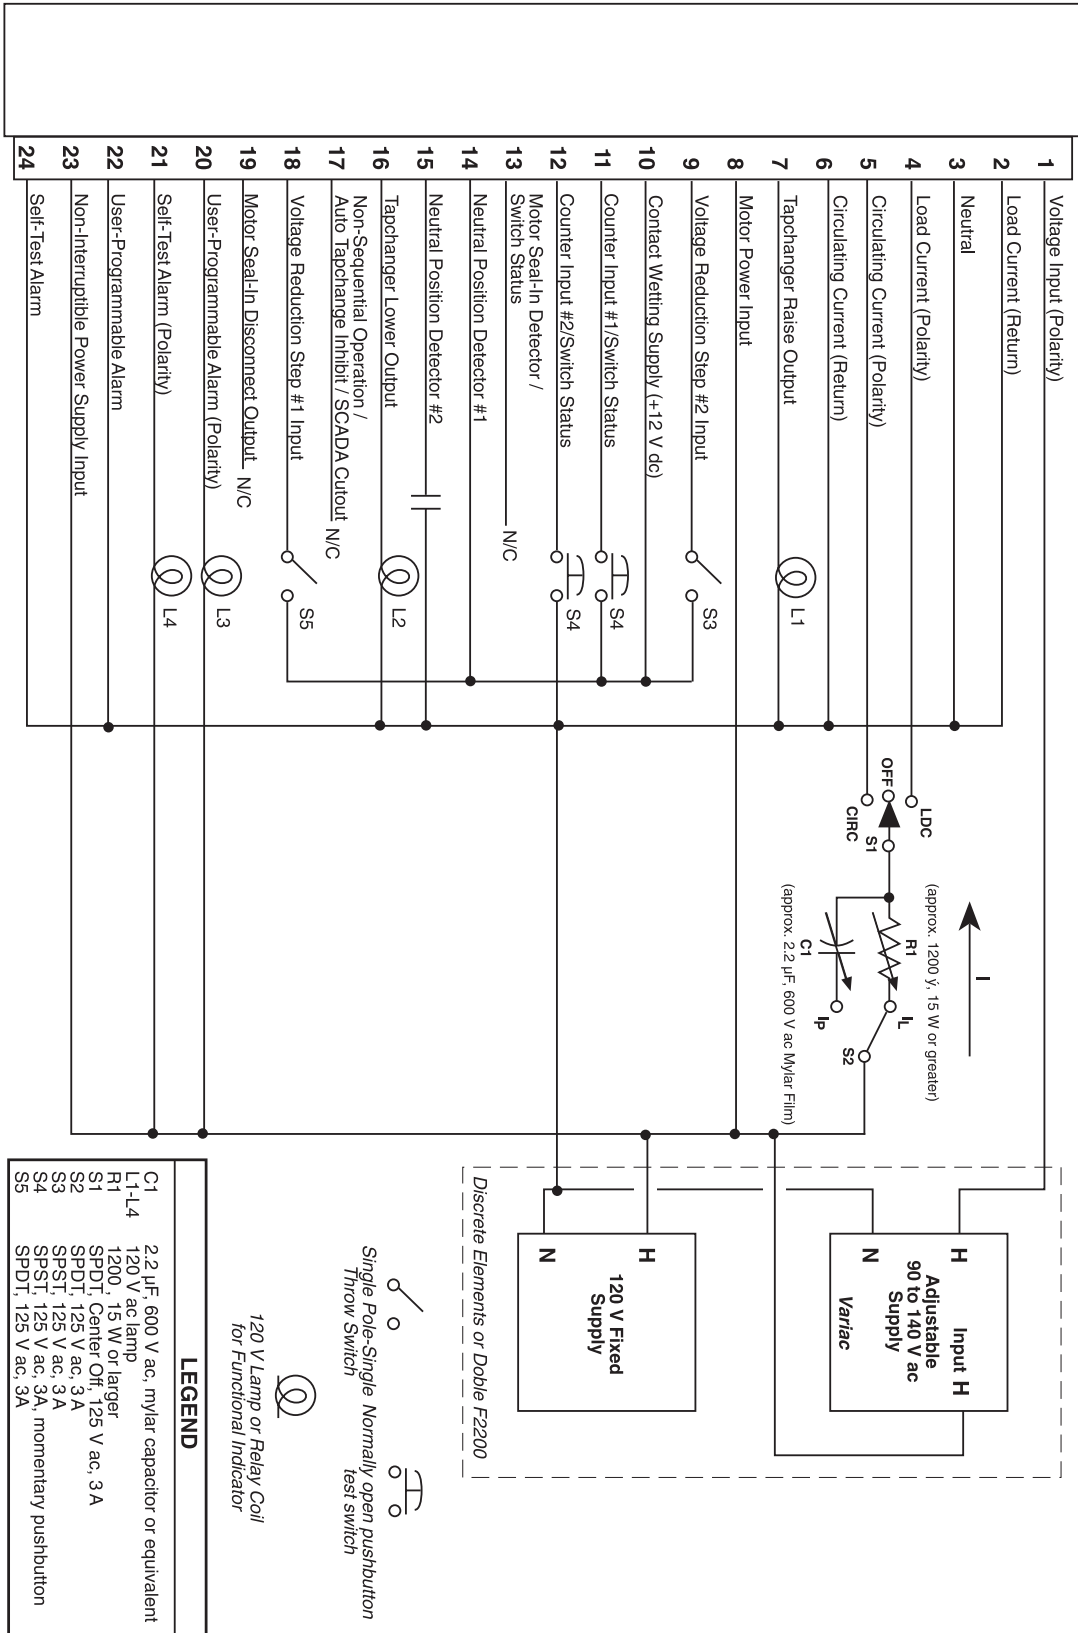 1
2
3
4
5
6
7
8
9
10
11
12
13
14
15
16
17
18
19
20
21
22
23
24
Voltage Input (Polarity)
Load Current (Return)
Neutral
Load Current (Polarity)
Circulating Current (Polarity)
Circulating Current (Return)
Tapchanger Raise Output
Motor Power Input
Voltage Reduction Step #2 Input
Contact Wetting Supply (+12 V dc)
Counter Input #1/Switch Status
Counter Input #2/Switch Status
Motor Seal-In Detector /
Switch Status
Neutral Position Detector #1
Neutral Position Detector #2
Tapchanger Lower Output
Non-Sequential Operation /
Auto Tapchange Inhibit / SCADA Cutout
Voltage Reduction Step #1 Input
Motor Seal-In Disconnect Output
User-Programmable Alarm (Polarity)
Self-Test Alarm (Polarity)
User-Programmable Alarm
Non-Interruptible Power Supply Input
Self-Test Alarm
L1
S3
S4
S4
N/C
L2
N/C
S5
N/C
L3
L4
LDC
OFF
CIRC
S1
I
(approx. 1200 ý, 15 W or greater)
R1
IL
C1
IP
S2
(approx. 2.2 µF, 600 V ac Mylar Film)
Input H
H
Adjustable
90 to 140 V ac
Supply
N
Variac
H
120 V Fixed
Supply
N
Discrete Elements or Doble F2200
Single Pole-Single
Throw Switch
Normally open pushbutton
test switch
120 V Lamp or Relay Coil
for Functional Indicator
LEGEND
C1 2.2 µF, 600 V ac, mylar capacitor or equivalent
L1-L4 120 V ac lamp
R1 1200 , 15 W or larger
S1 SPDT, Center Off, 125 V ac, 3 A
S2 SPDT, 125 V ac, 3 A
S3 SPST, 125 V ac, 3 A
S4 SPST, 125 V ac, 3A, momentary pushbutton
S5 SPDT, 125 V ac, 3A